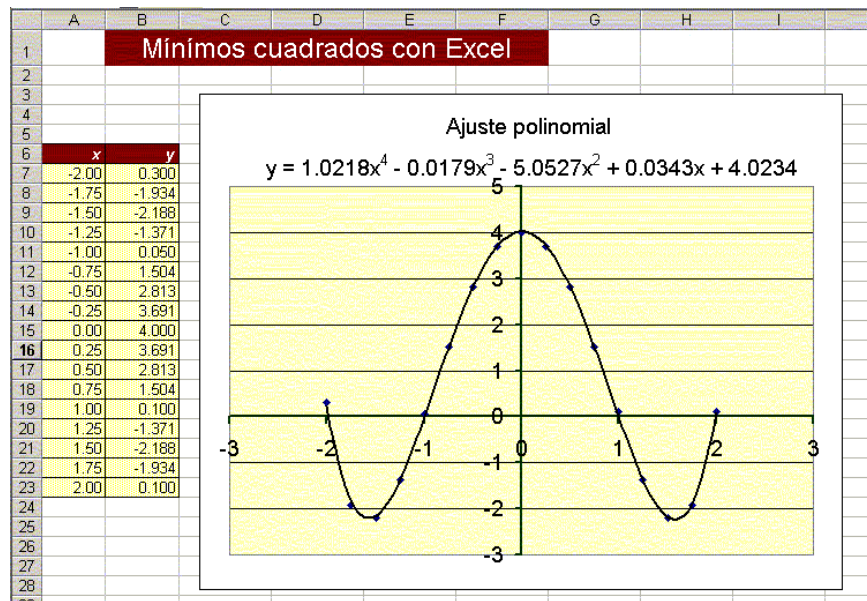 A B C D E F G H I
1 Mínimos cuadrados con Excel
2
3
4
5
6 x y
7 -2.00 0.300
8 -1.75 -1.934
9 -1.50 -2.188
10 -1.25 -1.371
11 -1.00 0.050
12 -0.75 1.504
13 -0.50 2.813
14 -0.25 3.691
15 0.00 4.000
16 0.25 3.691
17 0.50 2.813
18 0.75 1.504
19 1.00 0.100
20 1.25 -1.371
21 1.50 -2.188
22 1.75 -1.934
23 2.00 0.100
24
25
26
27
28
Ajuste polinomial
y = 1.0218x⁴ - 0.0179x³ - 5.0527x² + 0.0343x + 4.0234
5
4
3
2
1
0
-3 -2 -1 0 1 2 3
-1
-2
-3